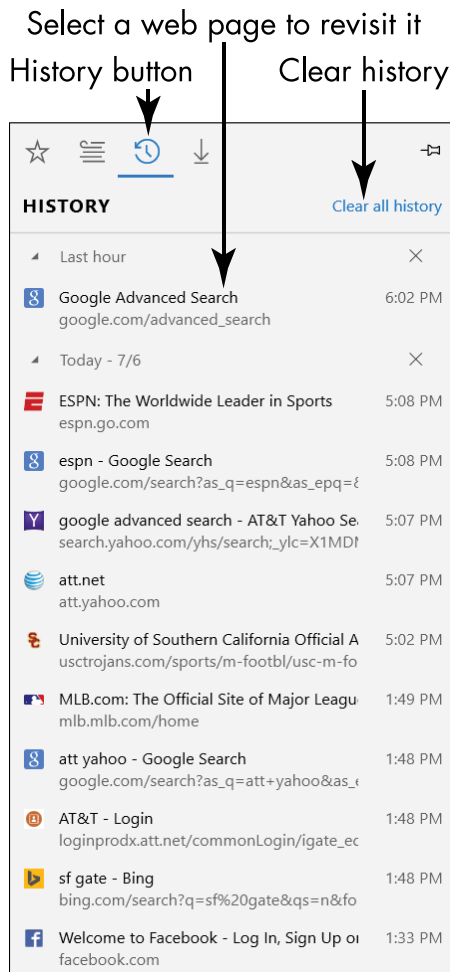 Select a web page to revisit it
History button
Clear history
HISTORY
Clear all history
Last hour
Google Advanced Search 6:02 PM
google.com/advanced_search
Today - 7/6
ESPN: The Worldwide Leader in Sports 5:08 PM
espn.go.com
espn - Google Search 5:08 PM
google.com/search?as_q=espn&as_epq=
google advanced search - AT&T Yahoo Se 5:07 PM
search.yahoo.com/yhs/search;_ylc=X1MD
att.net 5:07 PM
att.yahoo.com
University of Southern California Official A 5:02 PM
usctrojans.com/sports/m-footbl/usc-m-fo
MLB.com: The Official Site of Major Leagu 1:49 PM
mlb.mlb.com/home
att yahoo - Google Search 1:48 PM
google.com/search?as_q=att+yahoo&as_e
AT&T - Login 1:48 PM
loginprodx.att.net/commonLogin/igate_ec
sf gate - Bing 1:48 PM
bing.com/search?q=sf%20gate&qs=n&fo
Welcome to Facebook - Log In, Sign Up o 1:33 PM
facebook.com